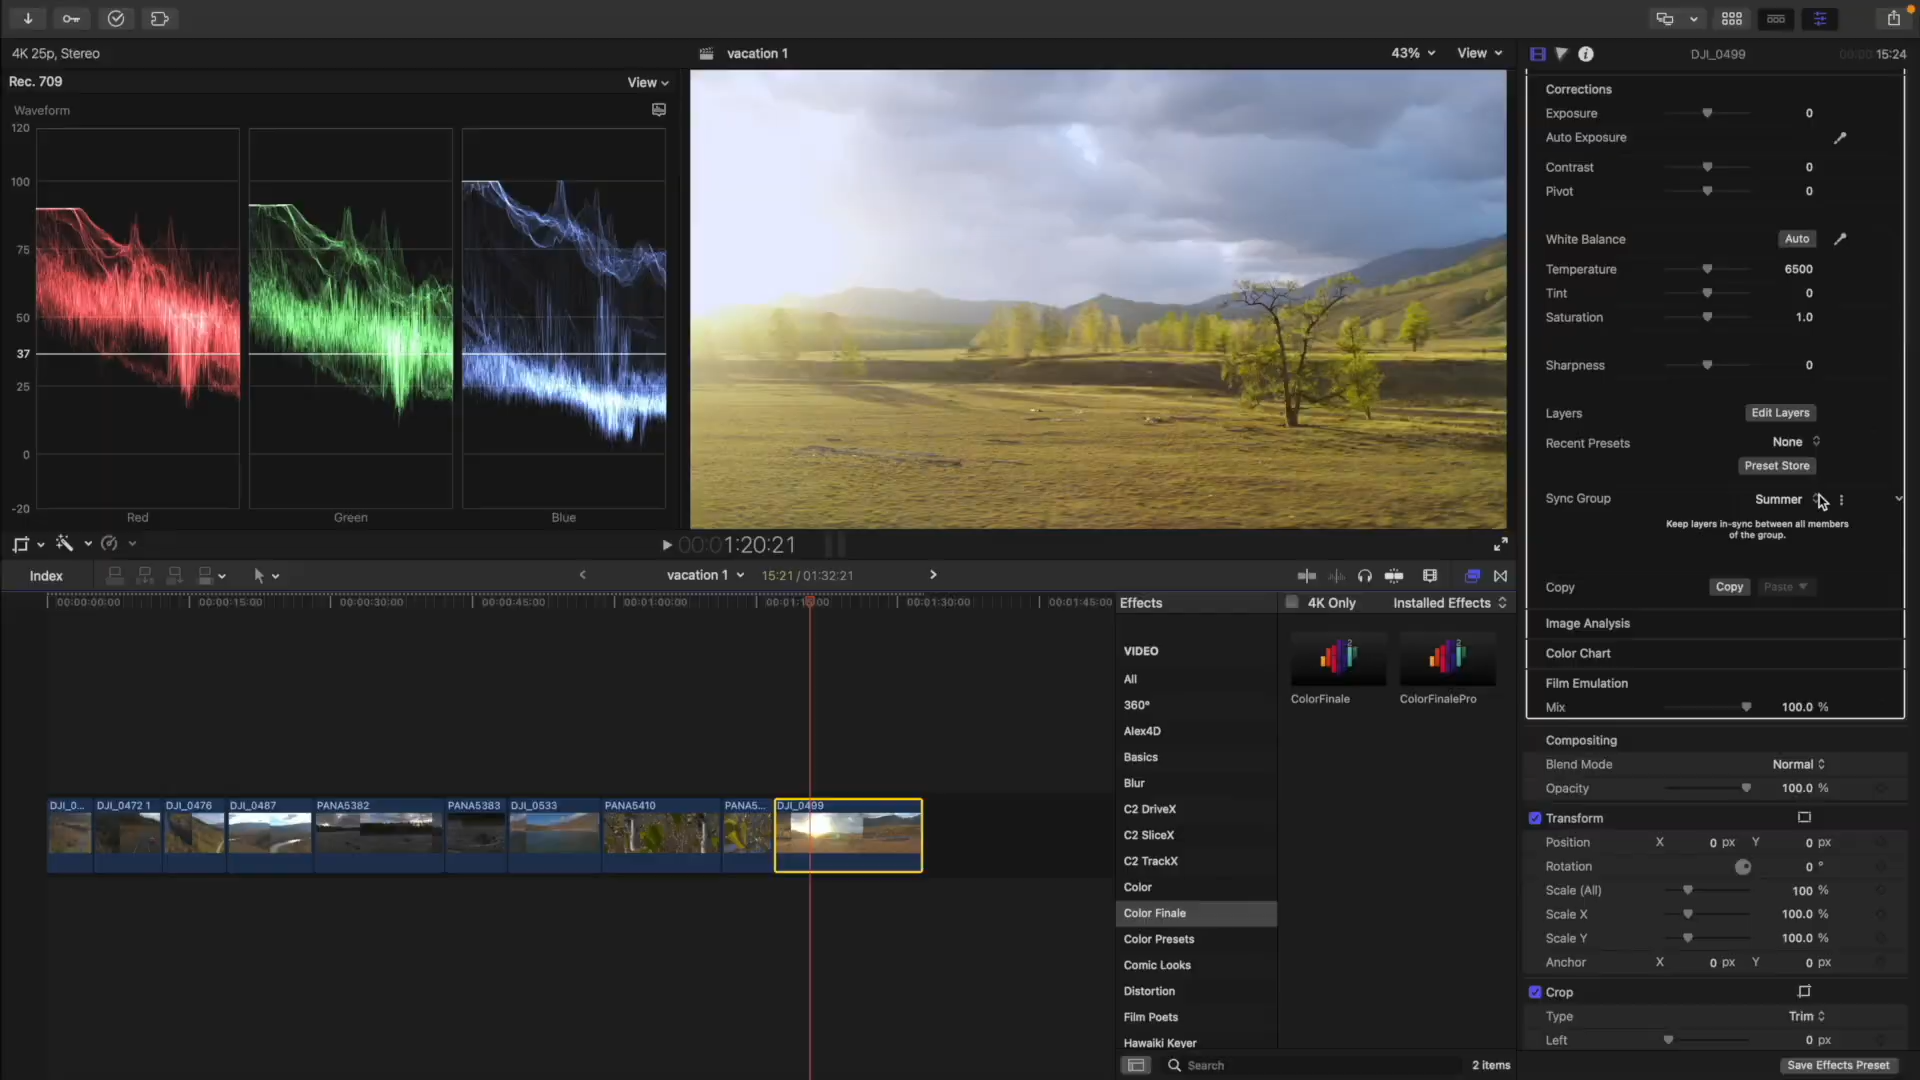 4K 25p, Stereo
vacation 1
43%
View
DJI_0499
15:24
Rec. 709
View
Waveform
120
100
75
50
37
25
0
-20
Red
Green
Blue
Corrections
Exposure 0
Auto Exposure
Contrast 0
Pivot 0
White Balance Auto
Temperature 6500
Tint 0
Saturation 1.0
Sharpness 0
Layers Edit Layers
Recent Presets None
Preset Store
Sync Group Summer
Keep layers in-sync between all members
of the group.
Copy Copy Paste
Image Analysis
Color Chart
Film Emulation
Mix 100.0 %
Compositing
Blend Mode Normal
Opacity 100.0 %
Transform
Position X 0 px Y 0 px
Rotation 0 °
Scale (All) 100 %
Scale X 100.0 %
Scale Y 100.0 %
Anchor X 0 px Y 0 px
Crop
Type Trim
Left 0 px
Save Effects Preset
00:01:20:21
Index
vacation 1
15:21 / 01:32:21
00:00:00:00 00:00:15:00 00:00:30:00 00:00:45:00 00:01:00:00 00:01:30:00 00:01:45:00
DJI_0... DJI_0472 1 DJI_0476 DJI_0487 PANA5382 PANA5383 DJI_0533 PANA5410 PANA5... DJI_0499
Effects
4K Only
Installed Effects
VIDEO
All
360°
Alex4D
Basics
Blur
C2 DriveX
C2 SliceX
C2 TrackX
Color
Color Finale
Color Presets
Comic Looks
Distortion
Film Poets
Hawaiki Keyer
ColorFinale
ColorFinalePro
Search
2 items